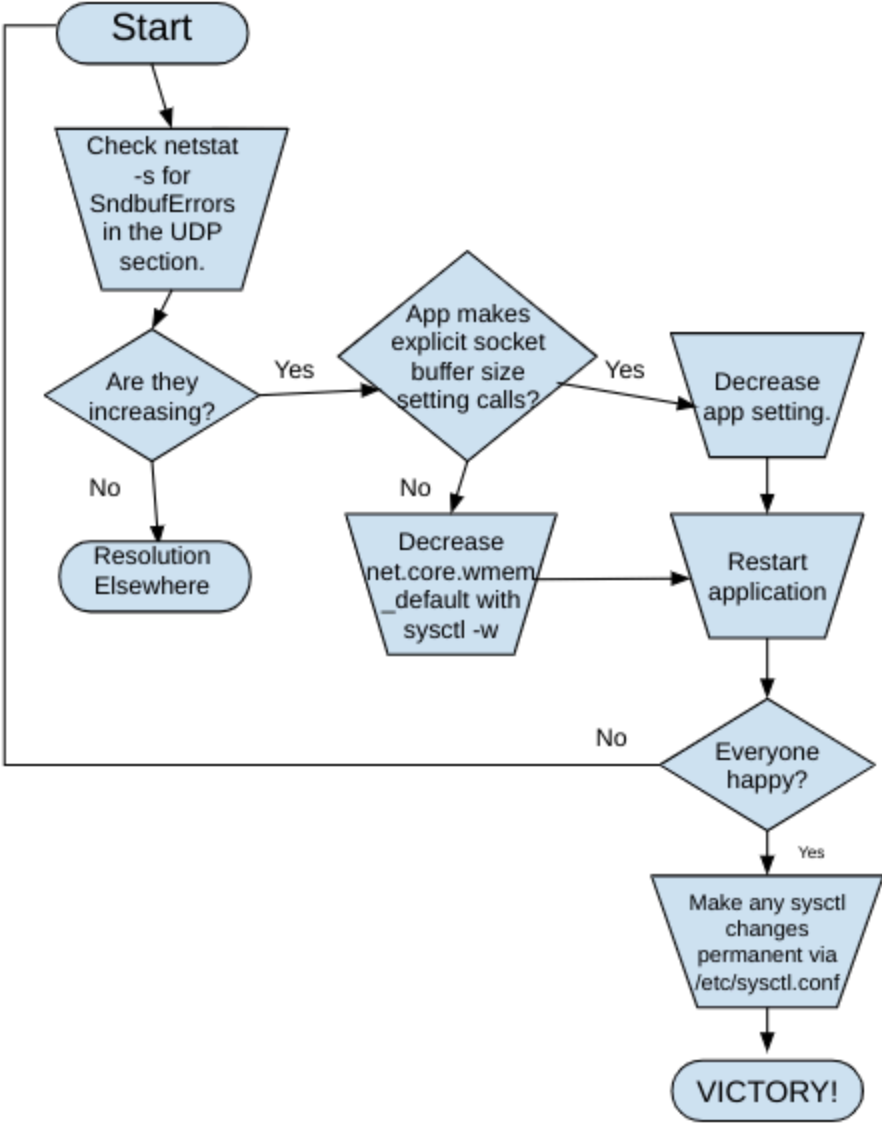 Start
Check netstat
-s for
SndbufErrors
in the UDP
section.
Are they
increasing?
Yes
No
Resolution
Elsewhere
App makes
explicit socket
buffer size
setting calls?
Yes
No
Decrease
app setting.
Decrease
net.core.wmem
_default with
sysctl -w
Restart
application
Everyone
happy?
No
Yes
Make any sysctl
changes
permanent via
/etc/sysctl.conf
VICTORY!